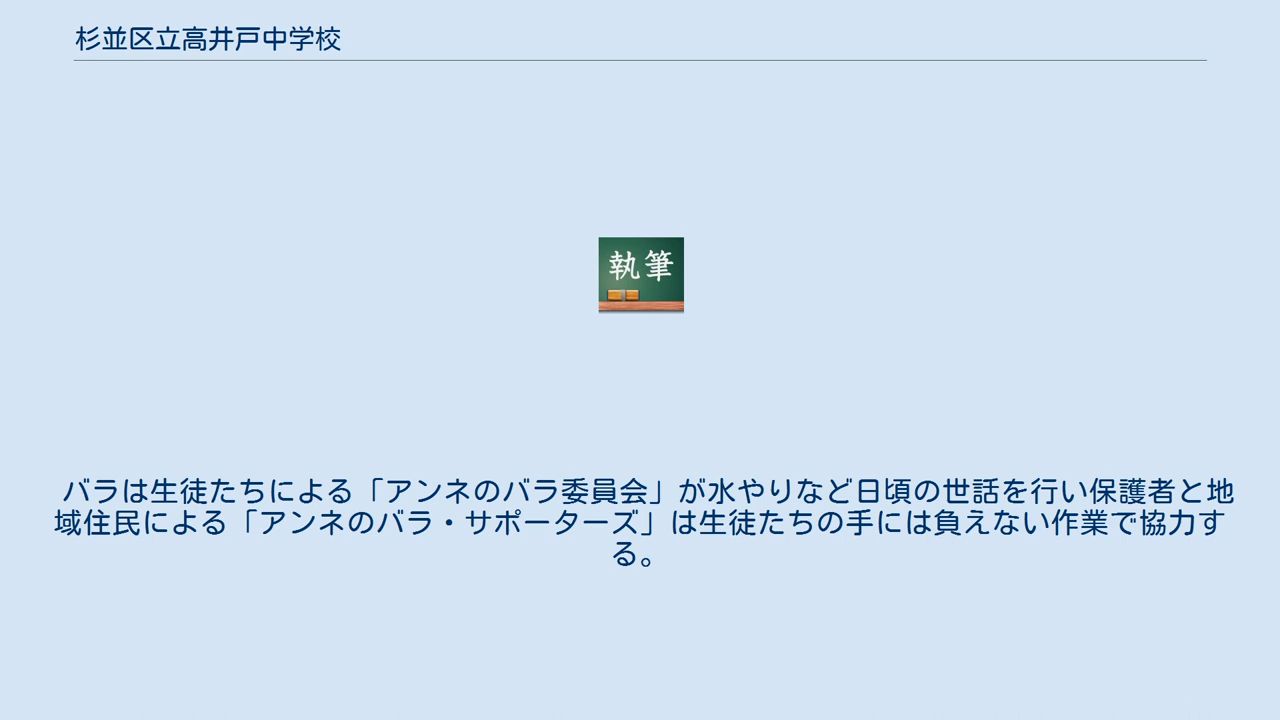 杉並区立高井戸中学校
執筆
バラは生徒たちによる「アンネのバラ委員会」が水やりなど日頃の世話を行い保護者と地
域住民による「アンネのバラ・サポーターズ」は生徒たちの手には負えない作業で協力す
る。